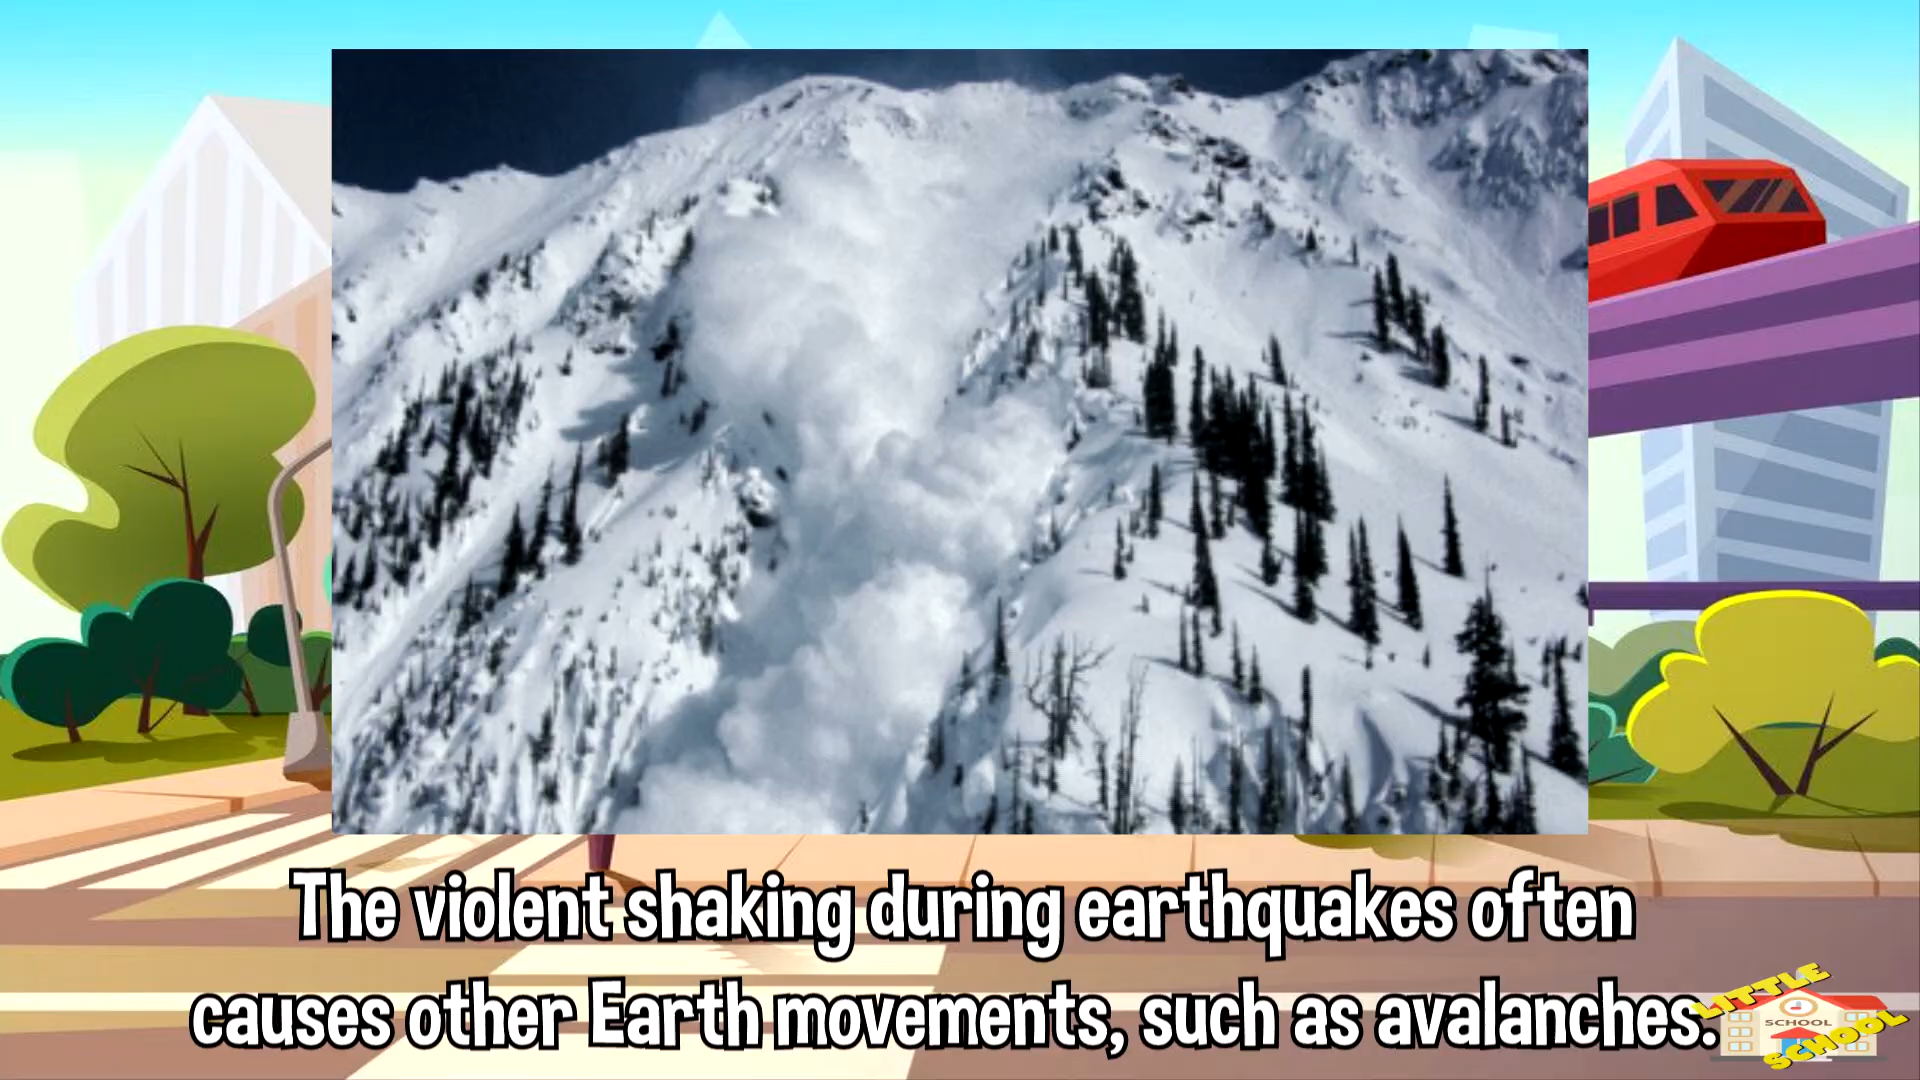 The violent shaking during earthquakes often
causes other Earth movements, such as avalanches.
LITTLE
SCHOOL
SCHOOL